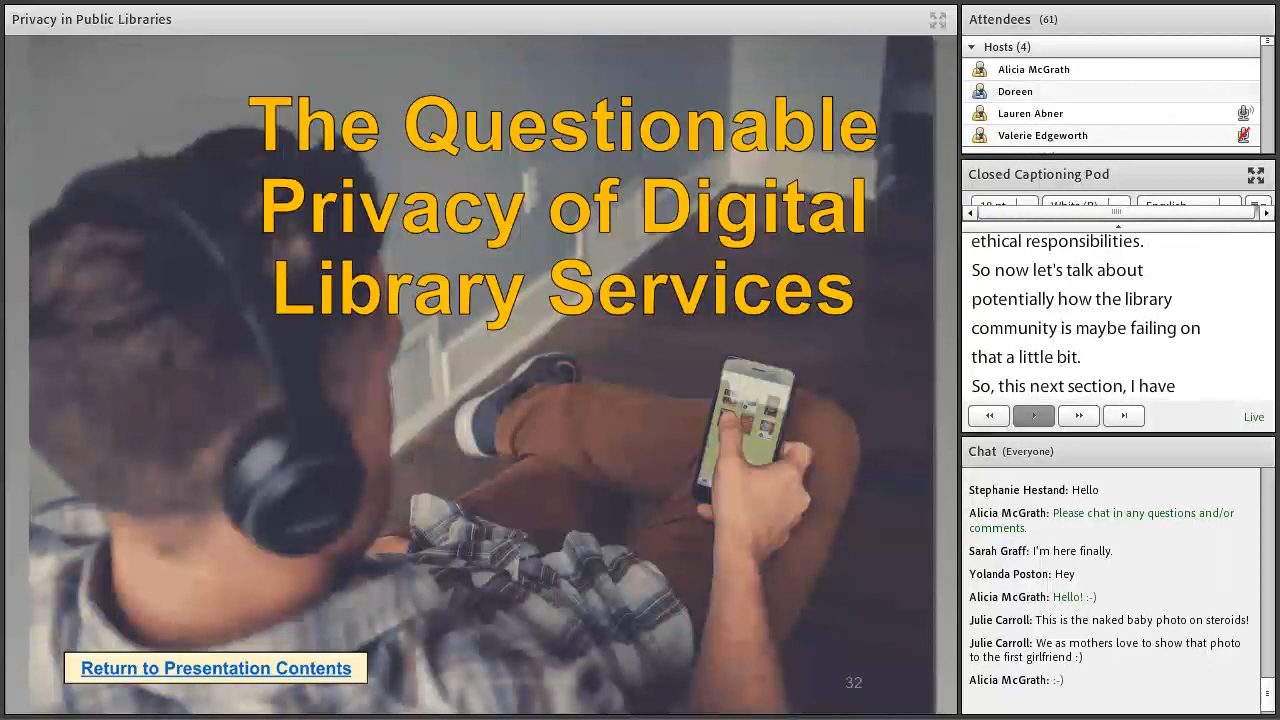 Privacy in Public Libraries
The Questionable
Privacy of Digital
Library Services
Return to Presentation Contents
32
Attendees (61)
Hosts (4)
Alicia McGrath
Doreen
Lauren Abner
Valerie Edgeworth
Closed Captioning Pod
English
ethical responsibilities.
So now let's talk about
potentially how the library
community is maybe failing on
that a little bit.
So, this next section, I have
Live
Chat (Everyone)
Stephanie Hestand: Hello
Alicia McGrath: Please chat in any questions and/or
comments.
Sarah Graff: I'm here finally.
Yolanda Poston: Hey
Alicia McGrath: Hello! :-)
Julie Carroll: This is the naked baby photo on steroids!
Julie Carroll: We as mothers love to show that photo
to the first girlfriend :)
Alicia McGrath: :-)